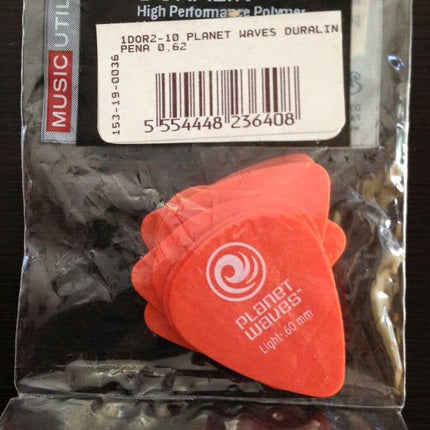 High Performance Polymer
MUSIC
1DOR2-10 PLANET WAVES DURALIN
PENA 0,62
153-19-0036
5 554448 236408
PLANET
WAVES
Light-.60 mm